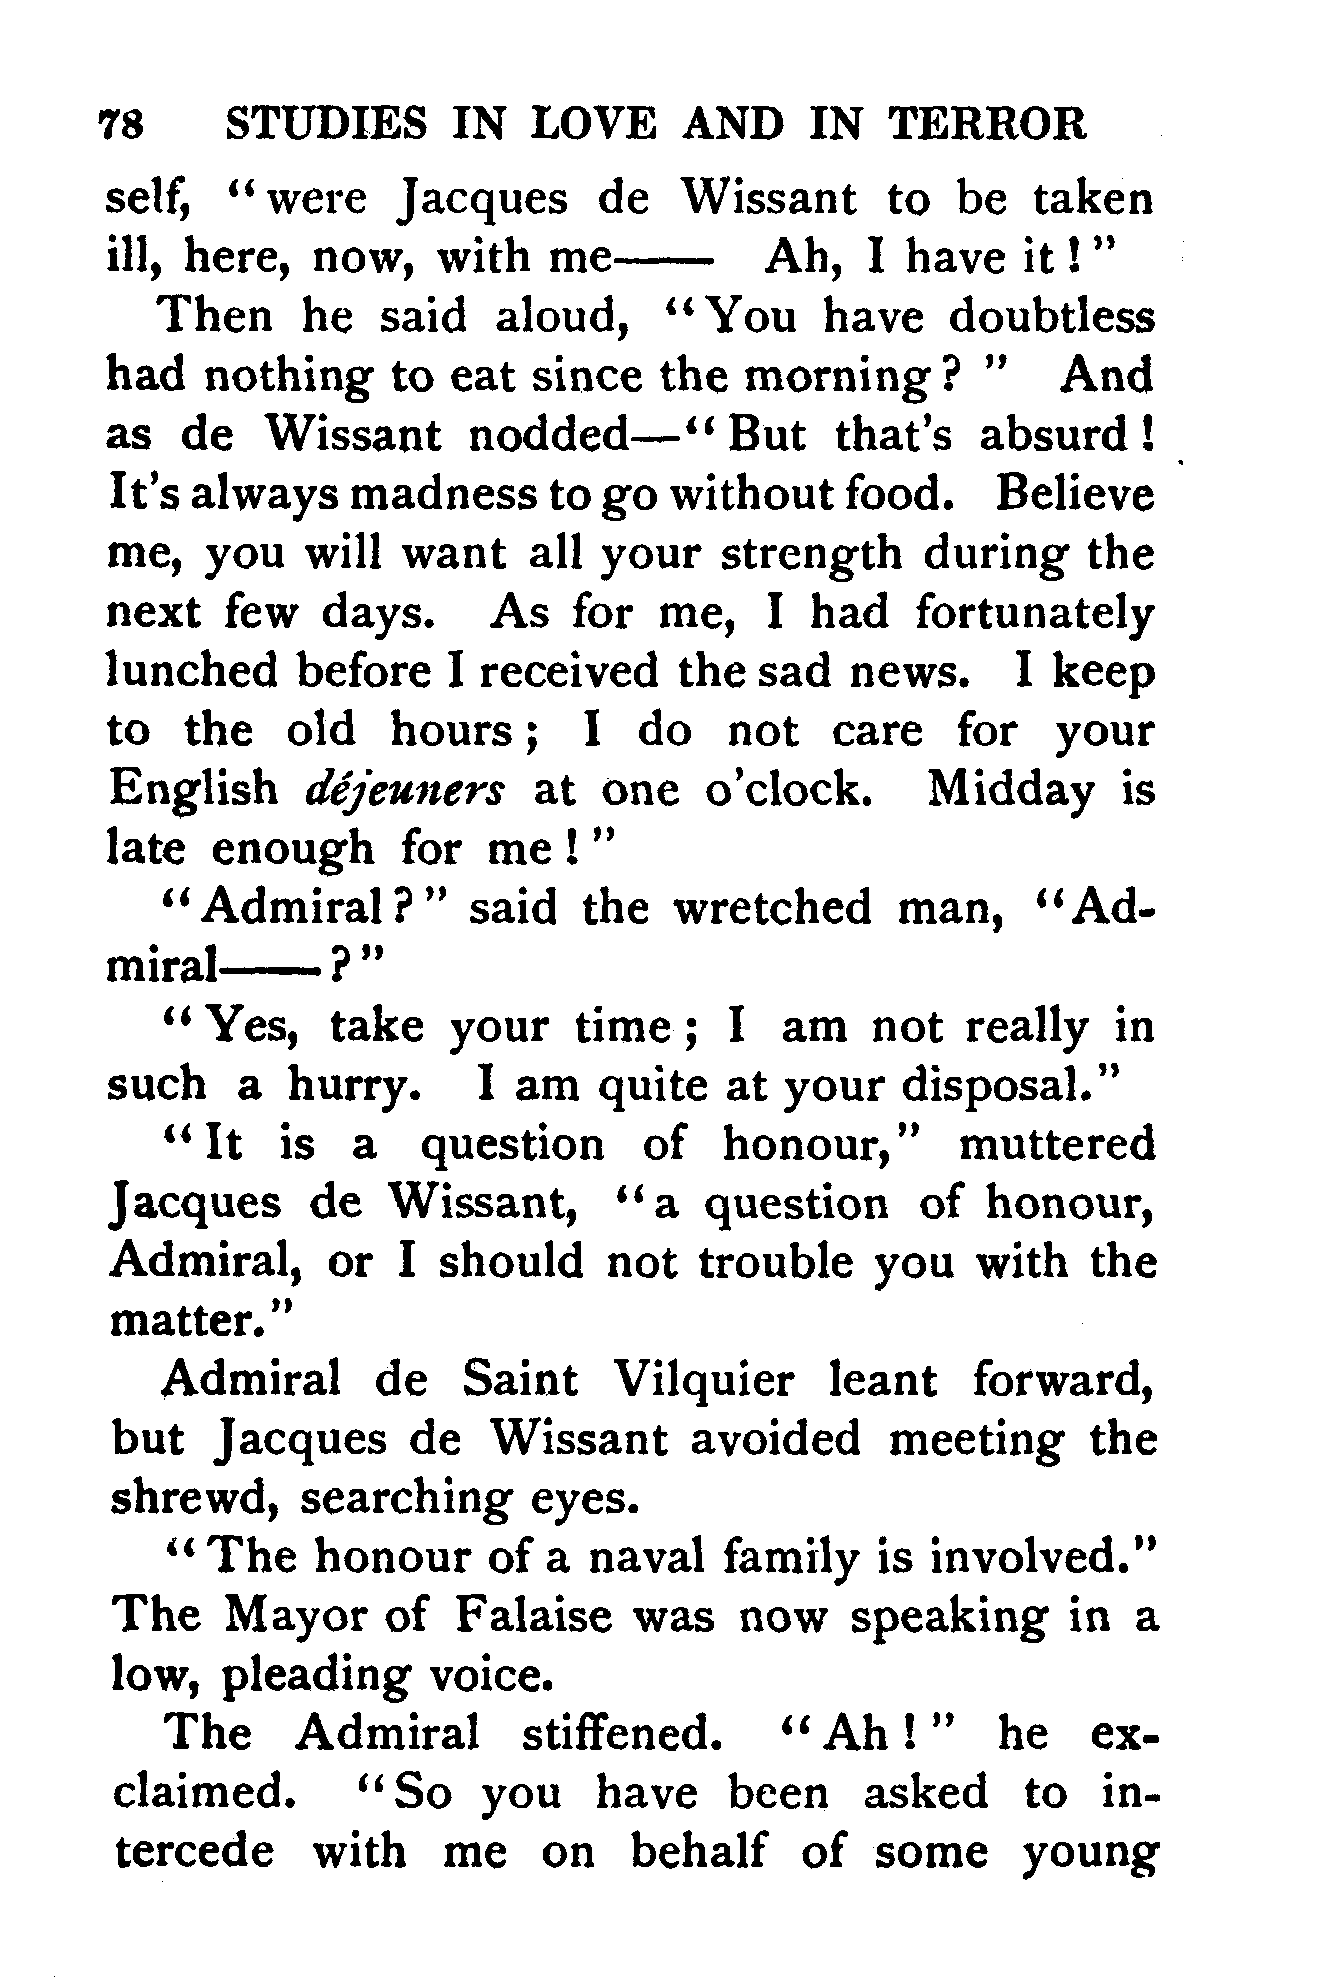 78 STUDIES IN LOVE AND IN TERROR
self, "were Jacques de Wissant to be taken
ill, here, now, with me—— Ah, I have it!"
Then he said aloud, "You have doubtless
had nothing to eat since the morning?" And
as de Wissant nodded—"But that's absurd!
It's always madness to go without food. Believe
me, you will want all your strength during the
next few days. As for me, I had fortunately
lunched before I received the sad news. I keep
to the old hours; I do not care for your
English déjeuners at one o'clock. Midday is
late enough for me!"
"Admiral?" said the wretched man, "Ad-
miral——?"
"Yes, take your time; I am not really in
such a hurry. I am quite at your disposal."
"It is a question of honour," muttered
Jacques de Wissant, "a question of honour,
Admiral, or I should not trouble you with the
matter."
Admiral de Saint Vilquier leant forward,
but Jacques de Wissant avoided meeting the
shrewd, searching eyes.
"The honour of a naval family is involved."
The Mayor of Falaise was now speaking in a
low, pleading voice.
The Admiral stiffened. "Ah!" he ex-
claimed. "So you have been asked to in-
tercede with me on behalf of some young